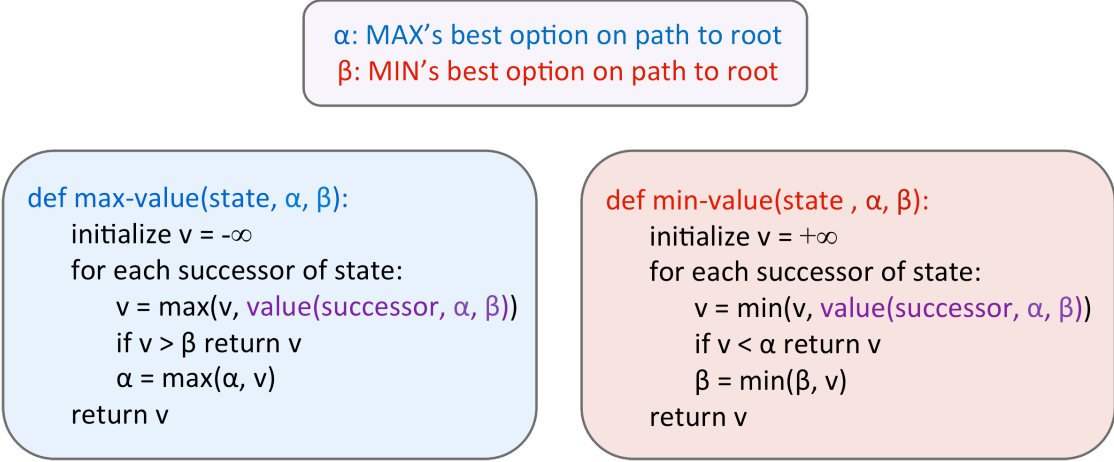 α: MAX's best option on path to root
β: MIN's best option on path to root
def max-value(state, α, β):
initialize v = -∞
for each successor of state:
v = max(v, value(successor, α, β))
if v > β return v
α = max(α, v)
return v
def min-value(state , α, β):
initialize v = +∞
for each successor of state:
v = min(v, value(successor, α, β))
if v < α return v
β = min(β, v)
return v